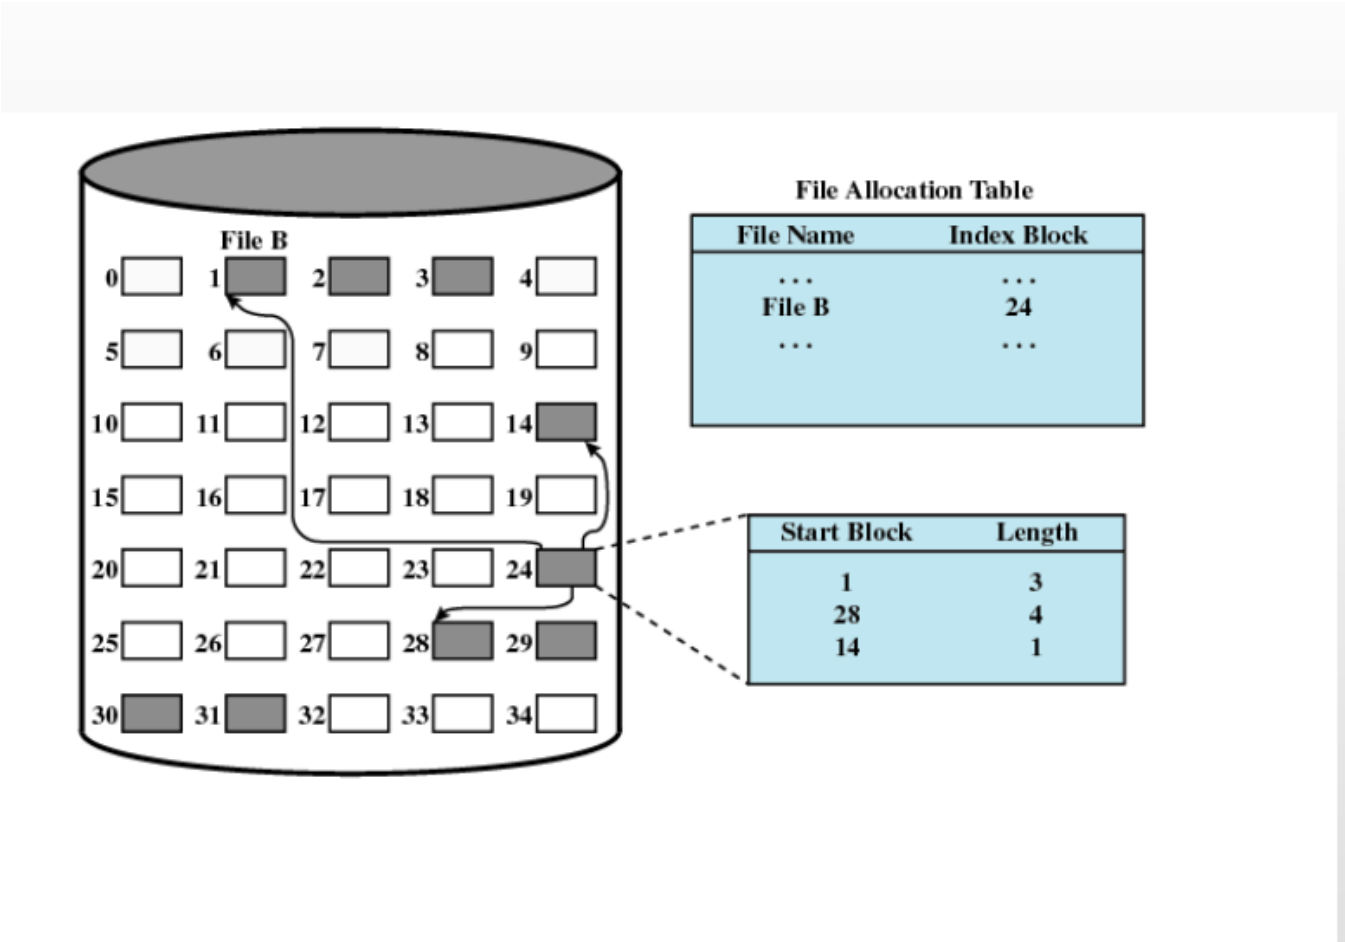 File B
0 1 2 3 4
5 6 7 8 9
10 11 12 13 14
15 16 17 18 19
20 21 22 23 24
25 26 27 28 29
30 31 32 33 34
File Allocation Table
File Name Index Block
... ...
File B 24
... ...
Start Block Length
1 3
28 4
14 1